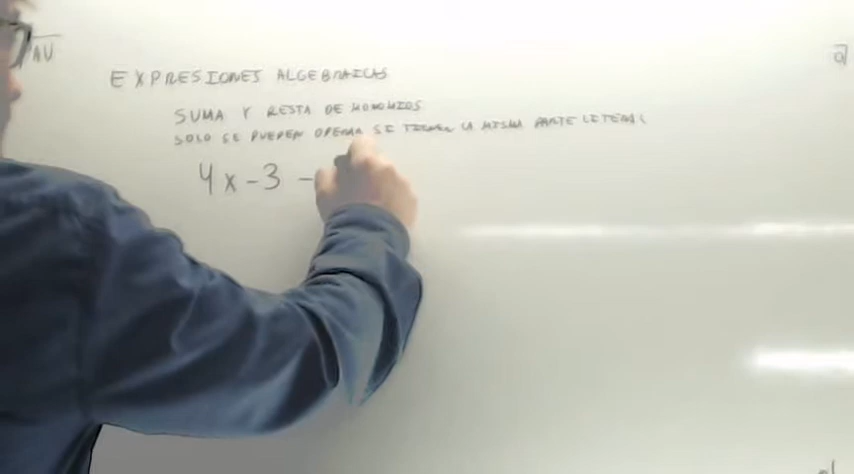 EXPRESIONES ALGEBRAICAS
SUMA Y RESTA DE MONOMIOS
SOLO SE PUEDEN OPERAR SI TIENEN LA MISMA PARTE LITERAL
4x - 3 -